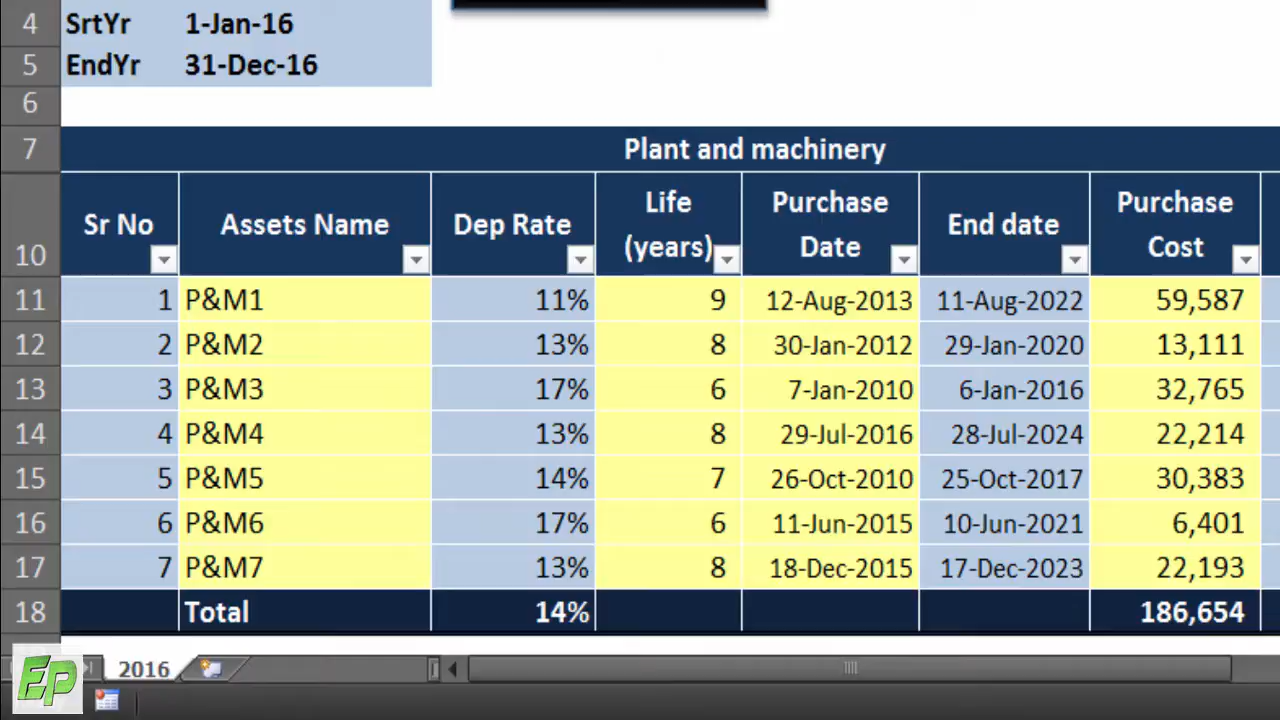 4 SrtYr 1-Jan-16
5 EndYr 31-Dec-16
6
7 Plant and machinery
10 Sr No Assets Name Dep Rate Life (years) Purchase Date End date Purchase Cost
11 1 P&M1 11% 9 12-Aug-2013 11-Aug-2022 59,587
12 2 P&M2 13% 8 30-Jan-2012 29-Jan-2020 13,111
13 3 P&M3 17% 6 7-Jan-2010 6-Jan-2016 32,765
14 4 P&M4 13% 8 29-Jul-2016 28-Jul-2024 22,214
15 5 P&M5 14% 7 26-Oct-2010 25-Oct-2017 30,383
16 6 P&M6 17% 6 11-Jun-2015 10-Jun-2021 6,401
17 7 P&M7 13% 8 18-Dec-2015 17-Dec-2023 22,193
18 Total 14% 186,654
2016
EP